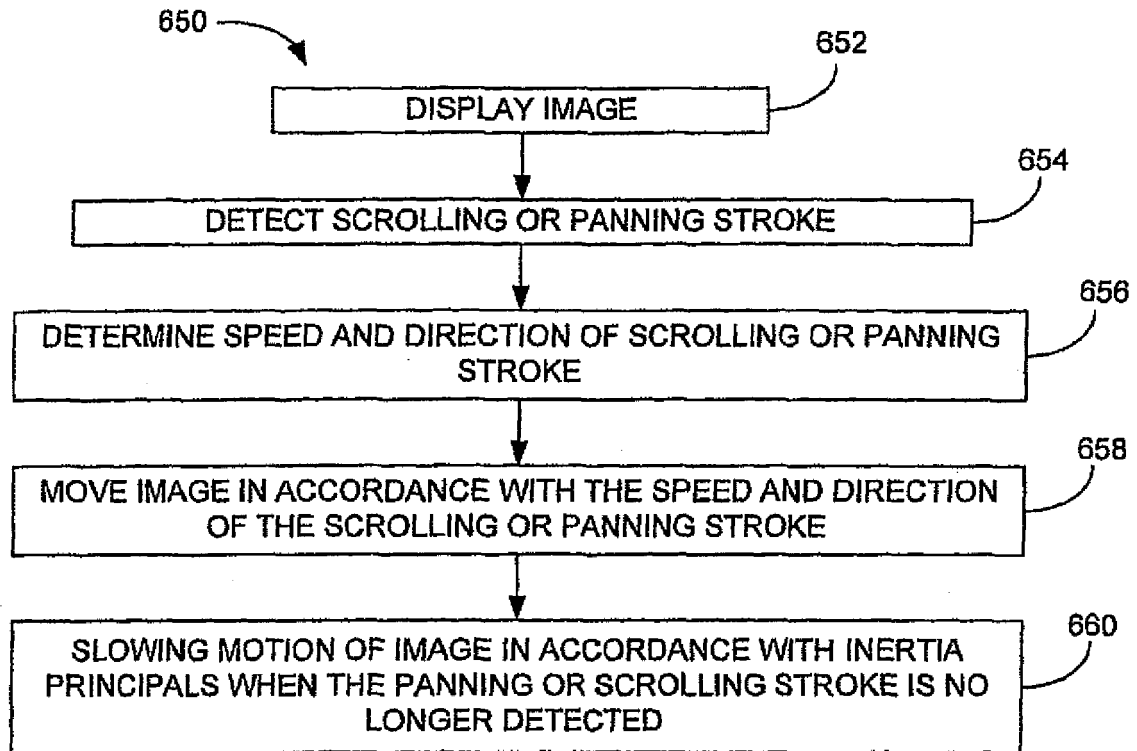 650
652
DISPLAY IMAGE
654
DETECT SCROLLING OR PANNING STROKE
656
DETERMINE SPEED AND DIRECTION OF SCROLLING OR PANNING
STROKE
658
MOVE IMAGE IN ACCORDANCE WITH THE SPEED AND DIRECTION
OF THE SCROLLING OR PANNING STROKE
660
SLOWING MOTION OF IMAGE IN ACCORDANCE WITH INERTIA
PRINCIPALS WHEN THE PANNING OR SCROLLING STROKE IS NO
LONGER DETECTED